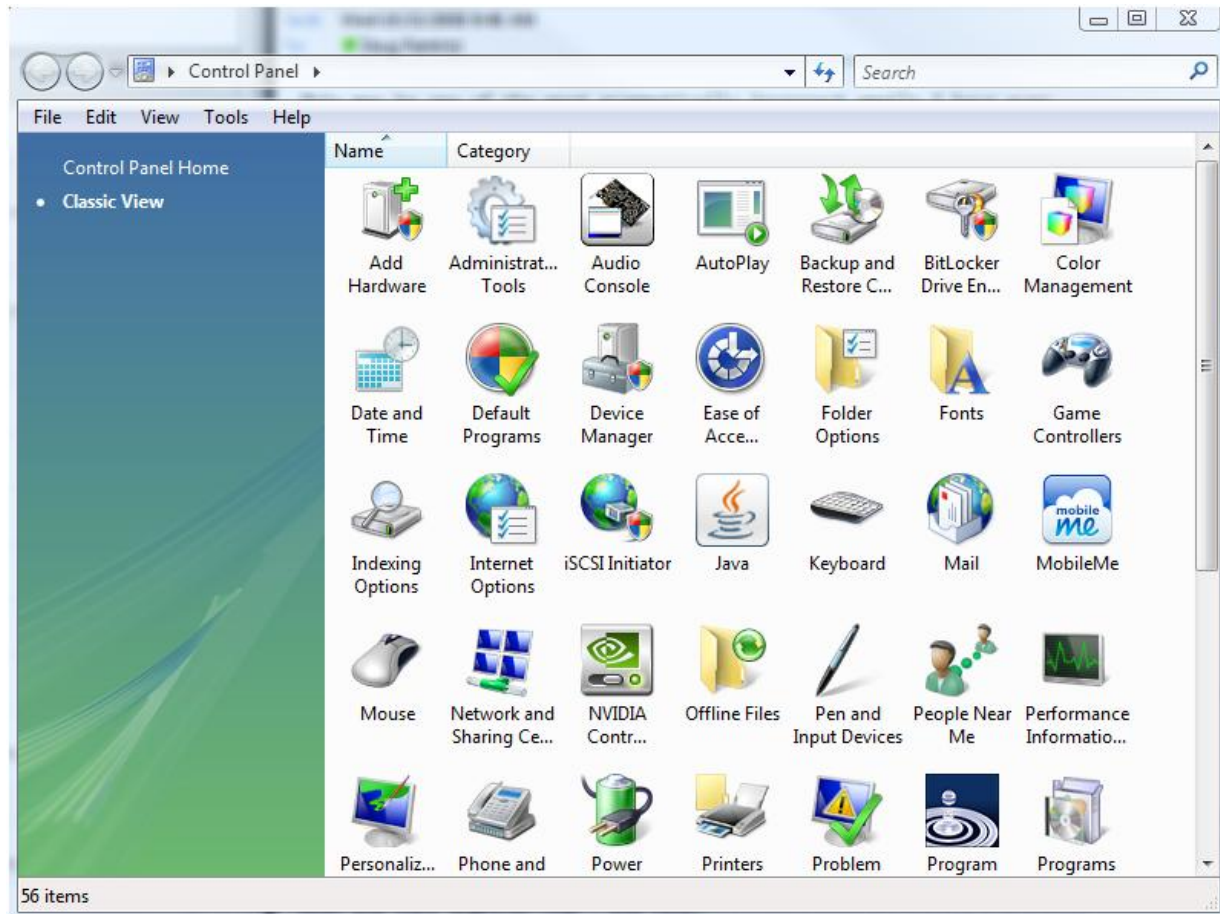 Control Panel
Search
File Edit View Tools Help
Control Panel Home
Classic View
Name Category
Add Hardware
Administrat... Tools
Audio Console
AutoPlay
Backup and Restore C...
BitLocker Drive En...
Color Management
Date and Time
Default Programs
Device Manager
Ease of Acce...
Folder Options
Fonts
Game Controllers
Indexing Options
Internet Options
iSCSI Initiator
Java
Keyboard
Mail
mobile me
MobileMe
Mouse
Network and Sharing Ce...
NVIDIA Contr...
Offline Files
Pen and Input Devices
People Near Me
Performance Informatio...
Personaliz...
Phone and
Power
Printers
Problem
Program
Programs
56 items